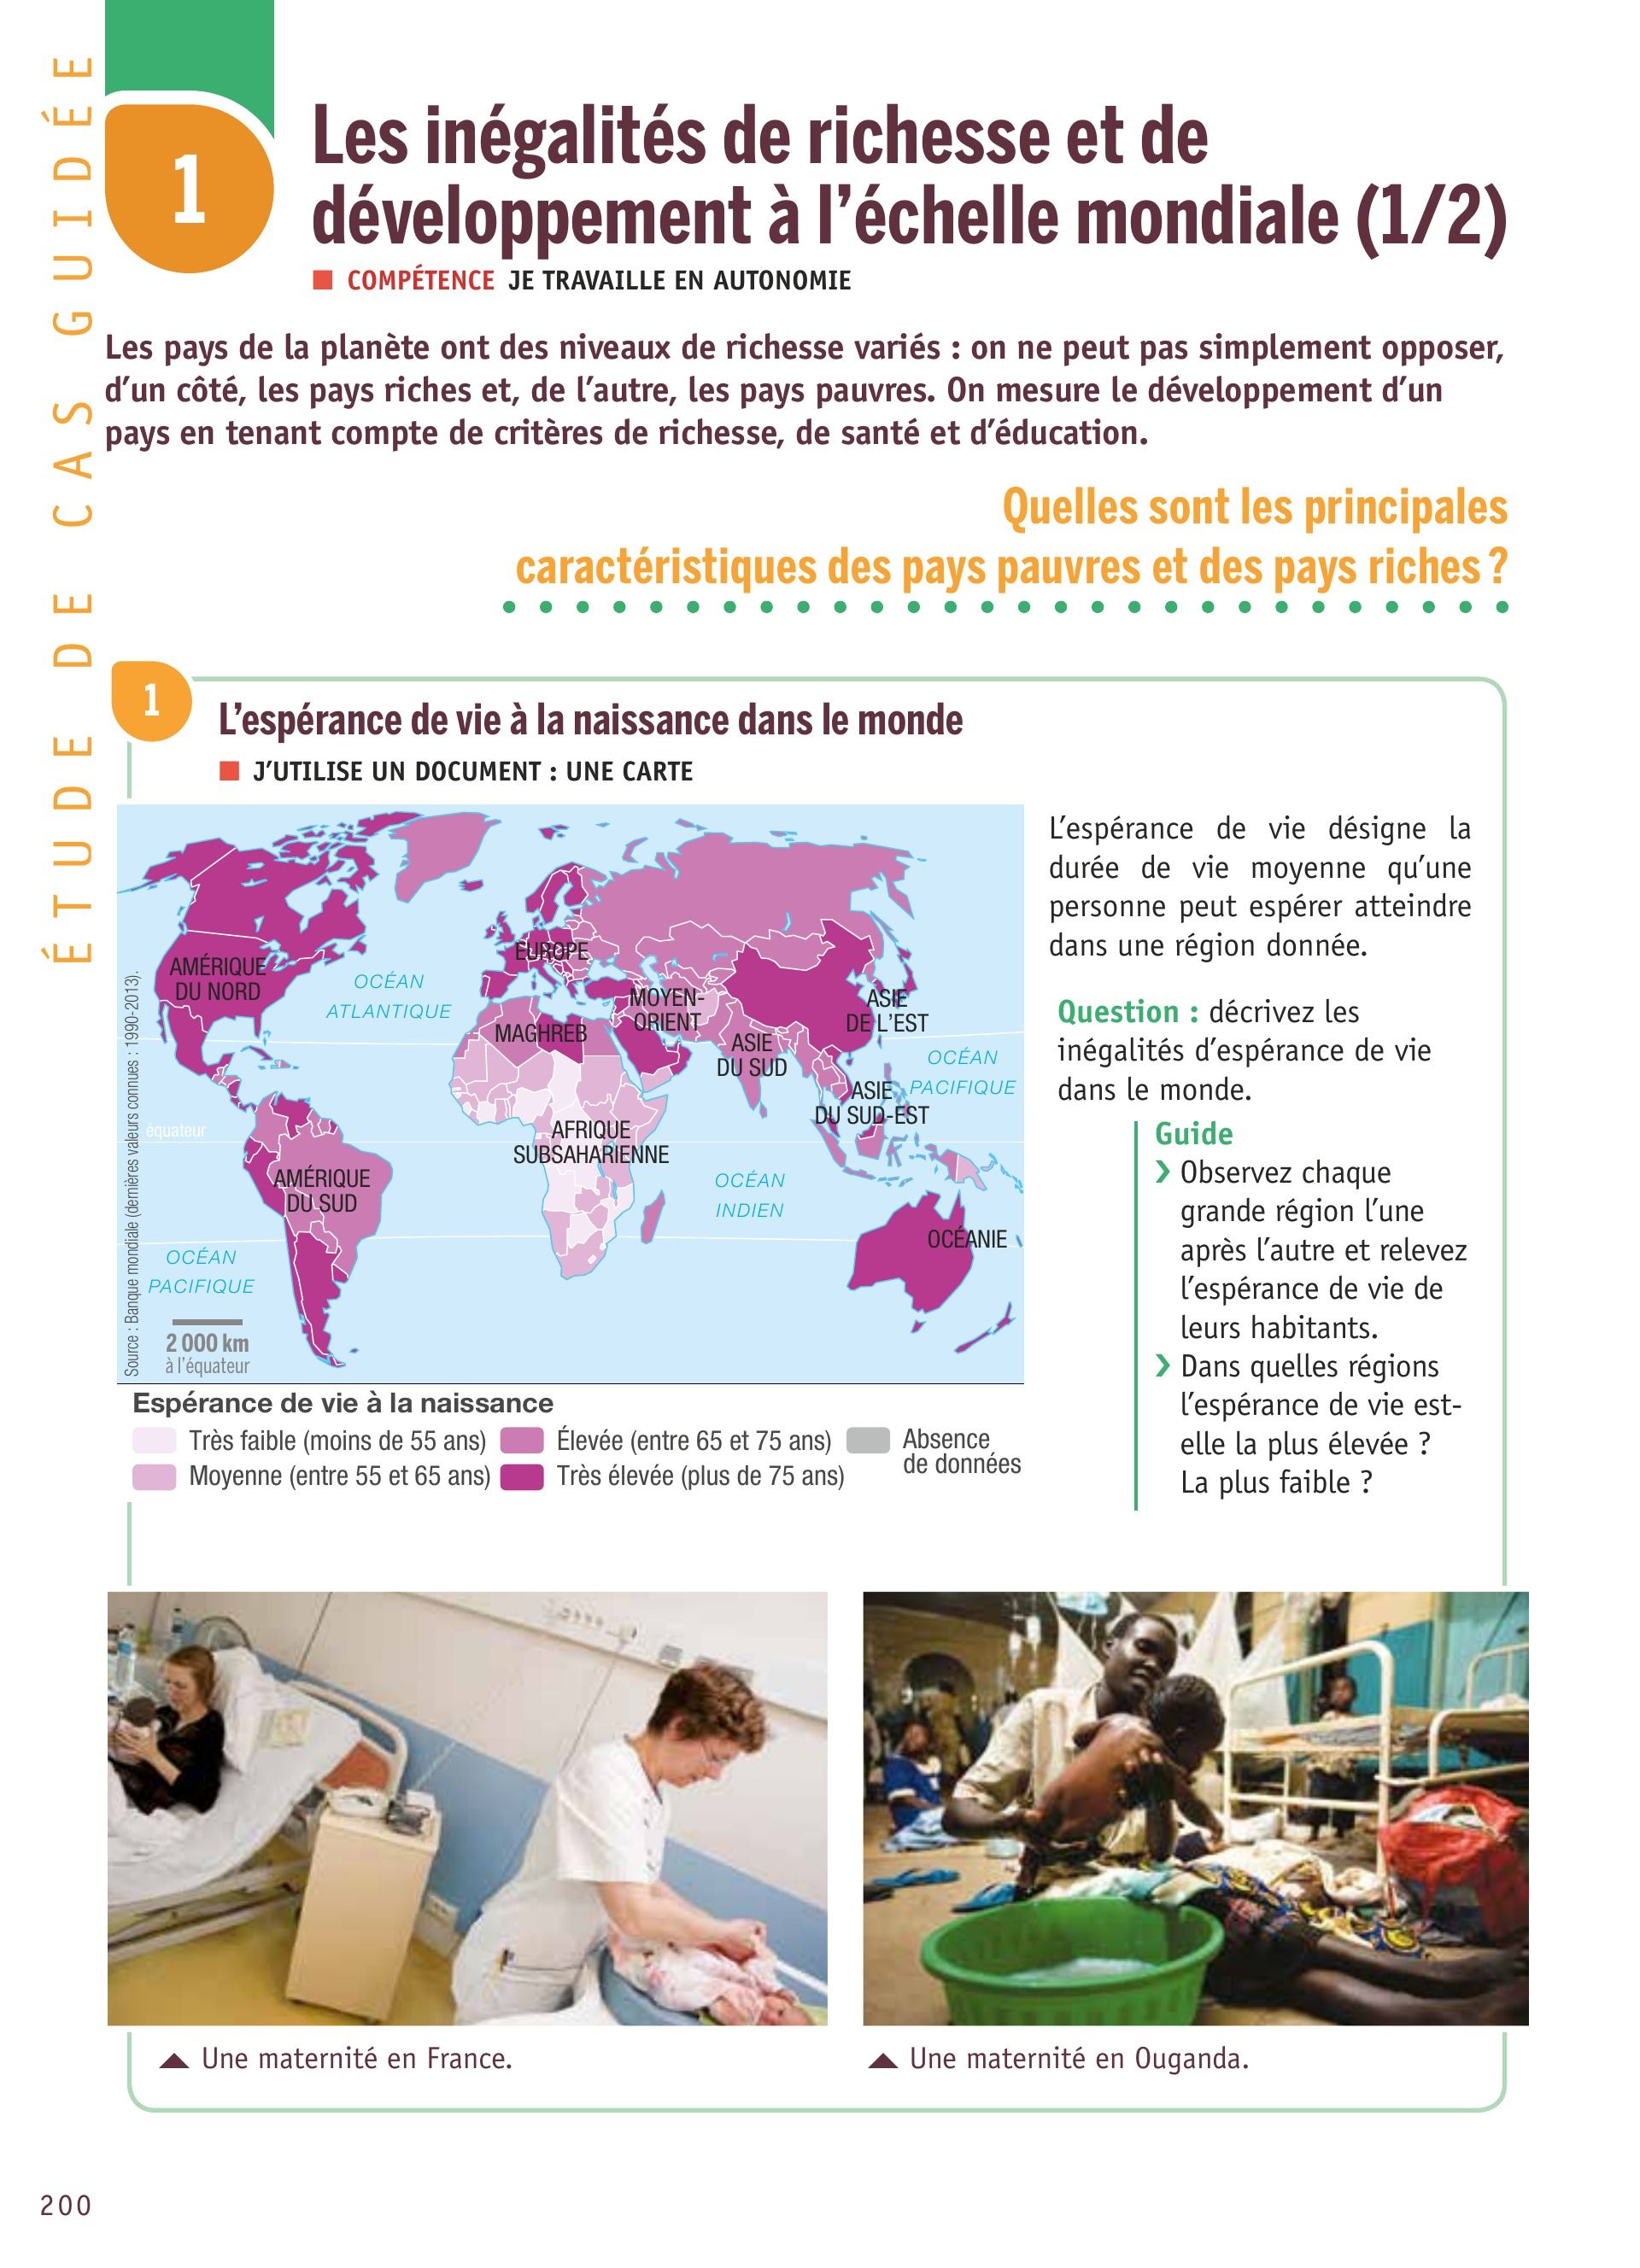 ÉTUDE DE CAS GUIDÉE
1
Les inégalités de richesse et de
développement à l’échelle mondiale (1/2)
COMPÉTENCE JE TRAVAILLE EN AUTONOMIE
Les pays de la planète ont des niveaux de richesse variés : on ne peut pas simplement opposer,
d’un côté, les pays riches et, de l’autre, les pays pauvres. On mesure le développement d’un
pays en tenant compte de critères de richesse, de santé et d’éducation.
Quelles sont les principales
caractéristiques des pays pauvres et des pays riches ?
1
L’espérance de vie à la naissance dans le monde
J’UTILISE UN DOCUMENT : UNE CARTE
AMÉRIQUE
DU NORD
OCÉAN
ATLANTIQUE
EUROPE
MAGHREB
MOYEN-
ORIENT
ASIE
DU SUD
ASIE
DE L’EST
OCÉAN
PACIFIQUE
ASIE
DU SUD-EST
équateur
AFRIQUE
SUBSAHARIENNE
AMÉRIQUE
DU SUD
OCÉAN
INDIEN
OCÉANIE
OCÉAN
PACIFIQUE
2 000 km
à l’équateur
Source : Banque mondiale (dernières valeurs connues : 1990-2013).
Espérance de vie à la naissance
Très faible (moins de 55 ans)
Moyenne (entre 55 et 65 ans)
Élevée (entre 65 et 75 ans)
Très élevée (plus de 75 ans)
Absence
de données
L’espérance de vie désigne la
durée de vie moyenne qu’une
personne peut espérer atteindre
dans une région donnée.
Question : décrivez les
inégalités d’espérance de vie
dans le monde.
Guide
❯ Observez chaque
grande région l’une
après l’autre et relevez
l’espérance de vie de
leurs habitants.
❯ Dans quelles régions
l’espérance de vie est-
elle la plus élevée ?
La plus faible ?
▲ Une maternité en France.
▲ Une maternité en Ouganda.
200